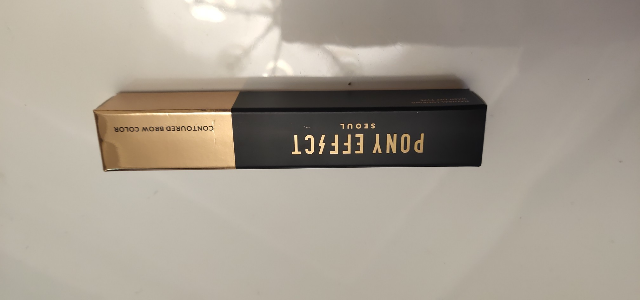 PONY EFFECT
SEOUL
CONTOURED BROW COLOR